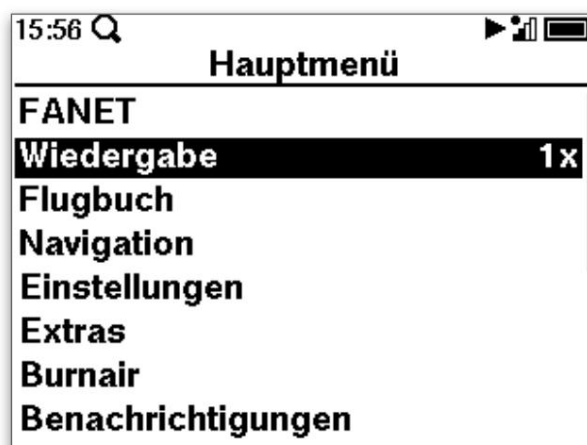 15:56
Hauptmenü
FANET
Wiedergabe 1x
Flugbuch
Navigation
Einstellungen
Extras
Burnair
Benachrichtigungen